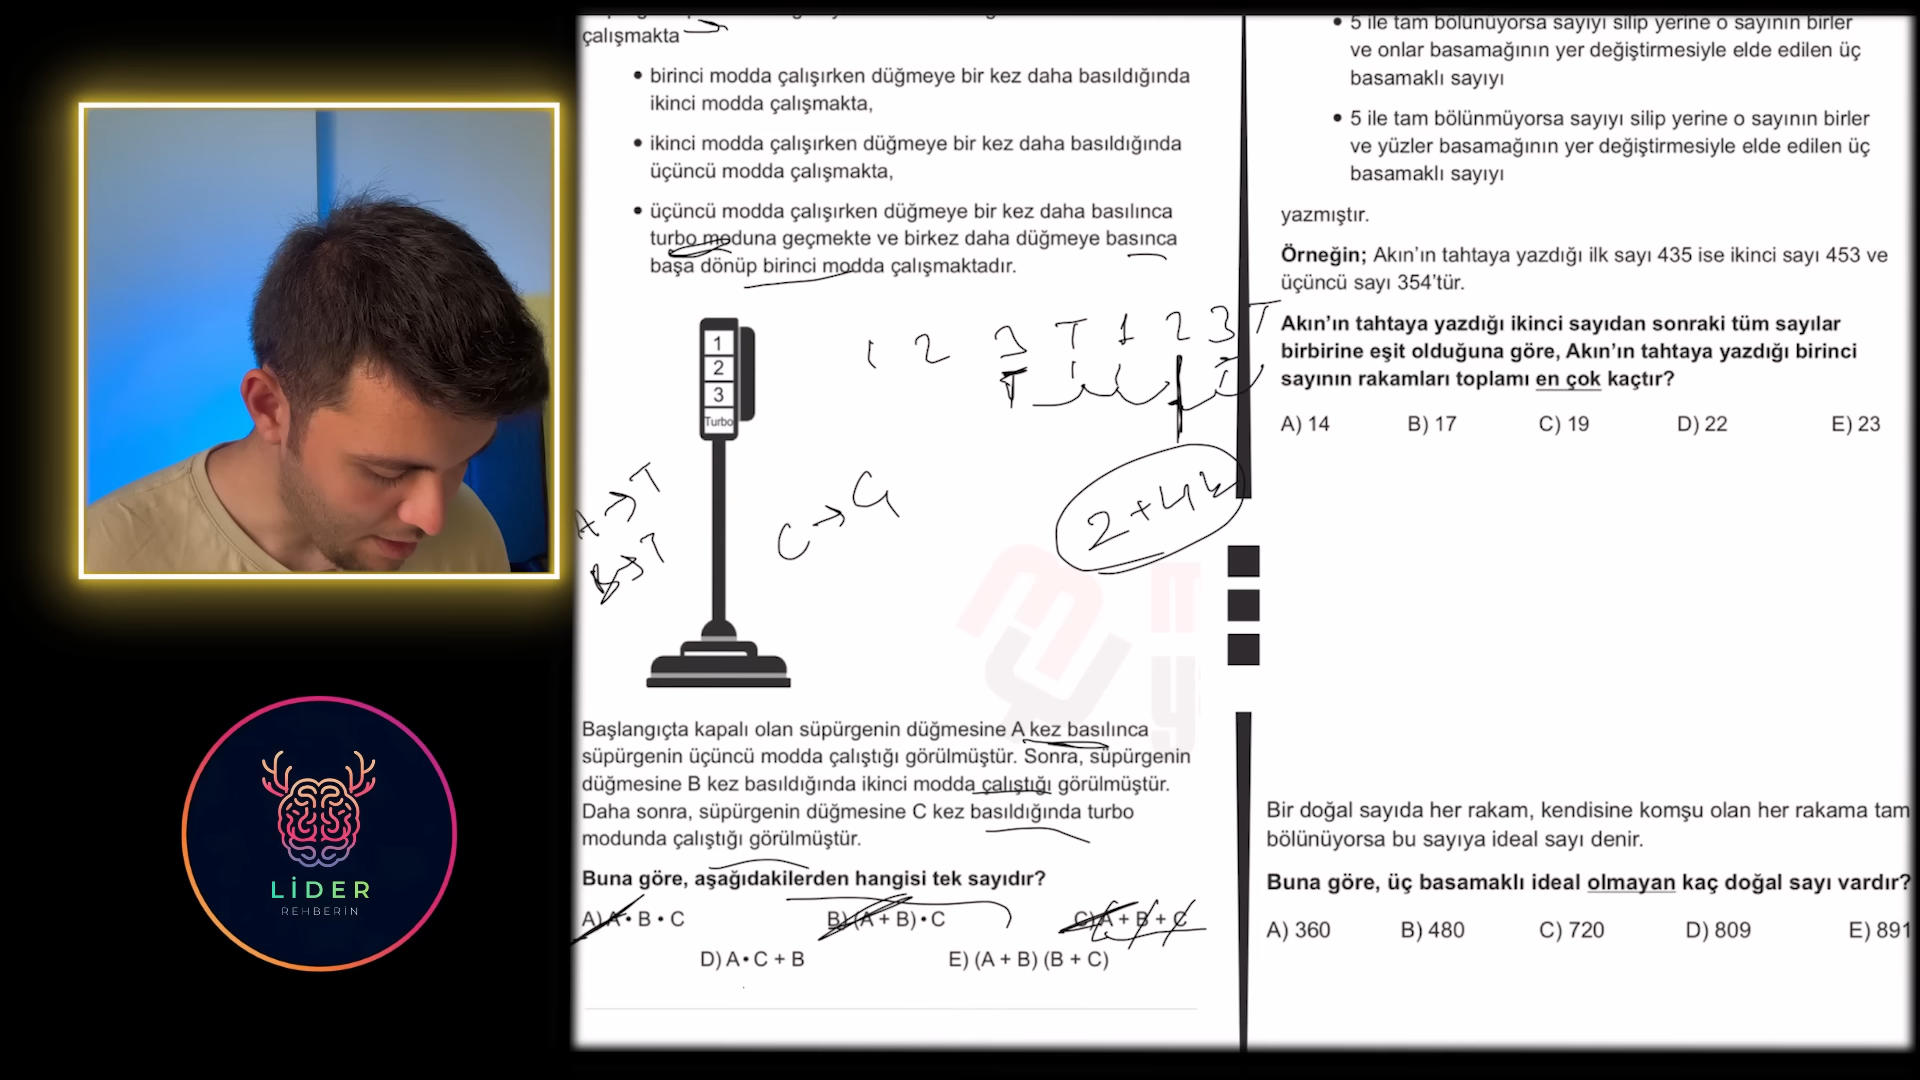 çalışmakta
• birinci modda çalışırken düğmeye bir kez daha basıldığında
ikinci modda çalışmakta,
• ikinci modda çalışırken düğmeye bir kez daha basıldığında
üçüncü modda çalışmakta,
• üçüncü modda çalışırken düğmeye bir kez daha basılınca
turbo moduna geçmekte ve birkez daha düğmeye basınca
başa dönüp birinci modda çalışmaktadır.
1 2 3 T 1 2 3 T
T
1
2
3
Turbo
A → T
B → T
C → Ç
2+4k
Başlangıçta kapalı olan süpürgenin düğmesine A kez basılınca
süpürgenin üçüncü modda çalıştığı görülmüştür. Sonra, süpürgenin
düğmesine B kez basıldığında ikinci modda çalıştığı görülmüştür.
Daha sonra, süpürgenin düğmesine C kez basıldığında turbo
modunda çalıştığı görülmüştür.
Buna göre, aşağıdakilerden hangisi tek sayıdır?
A) A • B • C B) (A + B) • C C) A + B + C
D) A • C + B E) (A + B) (B + C)
• 5 ile tam bölünüyorsa sayıyı silip yerine o sayının birler
ve onlar basamağının yer değiştirmesiyle elde edilen üç
basamaklı sayıyı
• 5 ile tam bölünmüyorsa sayıyı silip yerine o sayının birler
ve yüzler basamağının yer değiştirmesiyle elde edilen üç
basamaklı sayıyı
yazmıştır.
Örneğin; Akın’ın tahtaya yazdığı ilk sayı 435 ise ikinci sayı 453 ve
üçüncü sayı 354’tür.
Akın’ın tahtaya yazdığı ikinci sayıdan sonraki tüm sayılar
birbirine eşit olduğuna göre, Akın’ın tahtaya yazdığı birinci
sayının rakamları toplamı en çok kaçtır?
A) 14 B) 17 C) 19 D) 22 E) 23
Bir doğal sayıda her rakam, kendisine komşu olan her rakama tam
bölünüyorsa bu sayıya ideal sayı denir.
Buna göre, üç basamaklı ideal olmayan kaç doğal sayı vardır?
A) 360 B) 480 C) 720 D) 809 E) 891
LİDER
REHBERİN